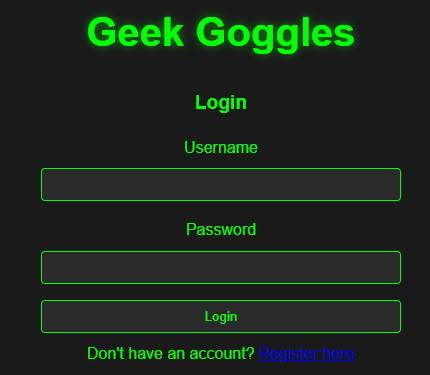 Geek Goggles
Login
Username
Password
Login
Don't have an account? Register here